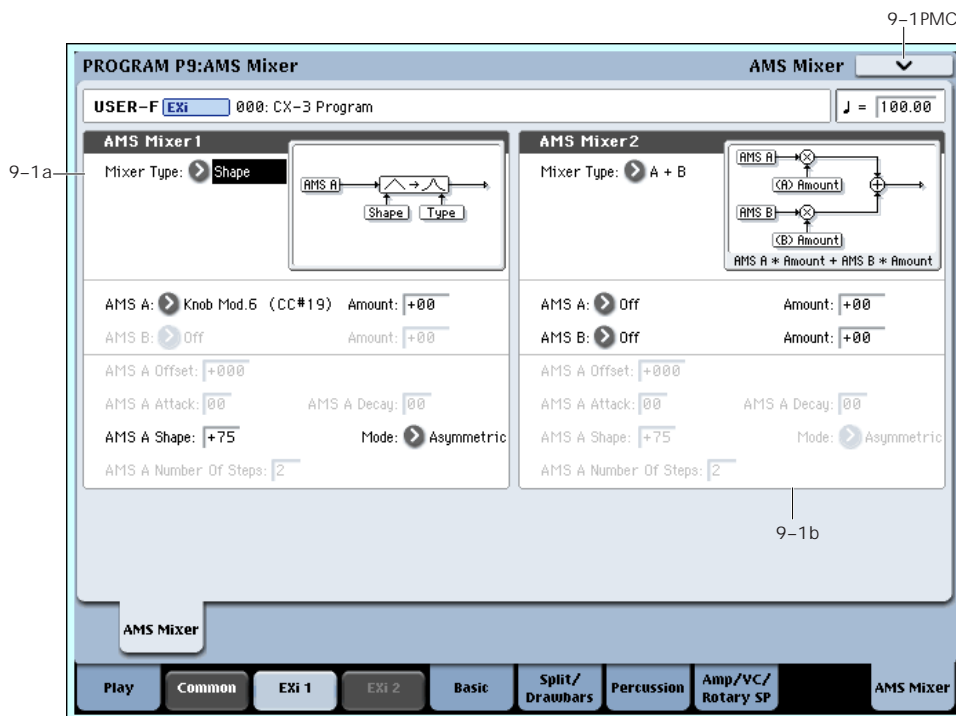 9–1PMC
PROGRAM P9:AMS Mixer
AMS Mixer
USER–F EXi 000: CX–3 Program
♩ = 100.00
9–1a
AMS Mixer1
Mixer Type: Shape
AMS A
Shape
Type
AMS A: Knob Mod.6 (CC#19) Amount: +00
AMS B: Off Amount: +00
AMS A Offset: +000
AMS A Attack: 00 AMS A Decay: 00
AMS A Shape: +75 Mode: Asymmetric
AMS A Number Of Steps: 2
AMS Mixer2
Mixer Type: A + B
AMS A
(A) Amount
AMS B
(B) Amount
AMS A * Amount + AMS B * Amount
AMS A: Off Amount: +00
AMS B: Off Amount: +00
AMS A Offset: +000
AMS A Attack: 00 AMS A Decay: 00
AMS A Shape: +75 Mode: Asymmetric
AMS A Number Of Steps: 2
9–1b
AMS Mixer
Play
Common
EXi 1
EXi 2
Basic
Split/
Drawbars
Percussion
Amp/VC/
Rotary SP
AMS Mixer